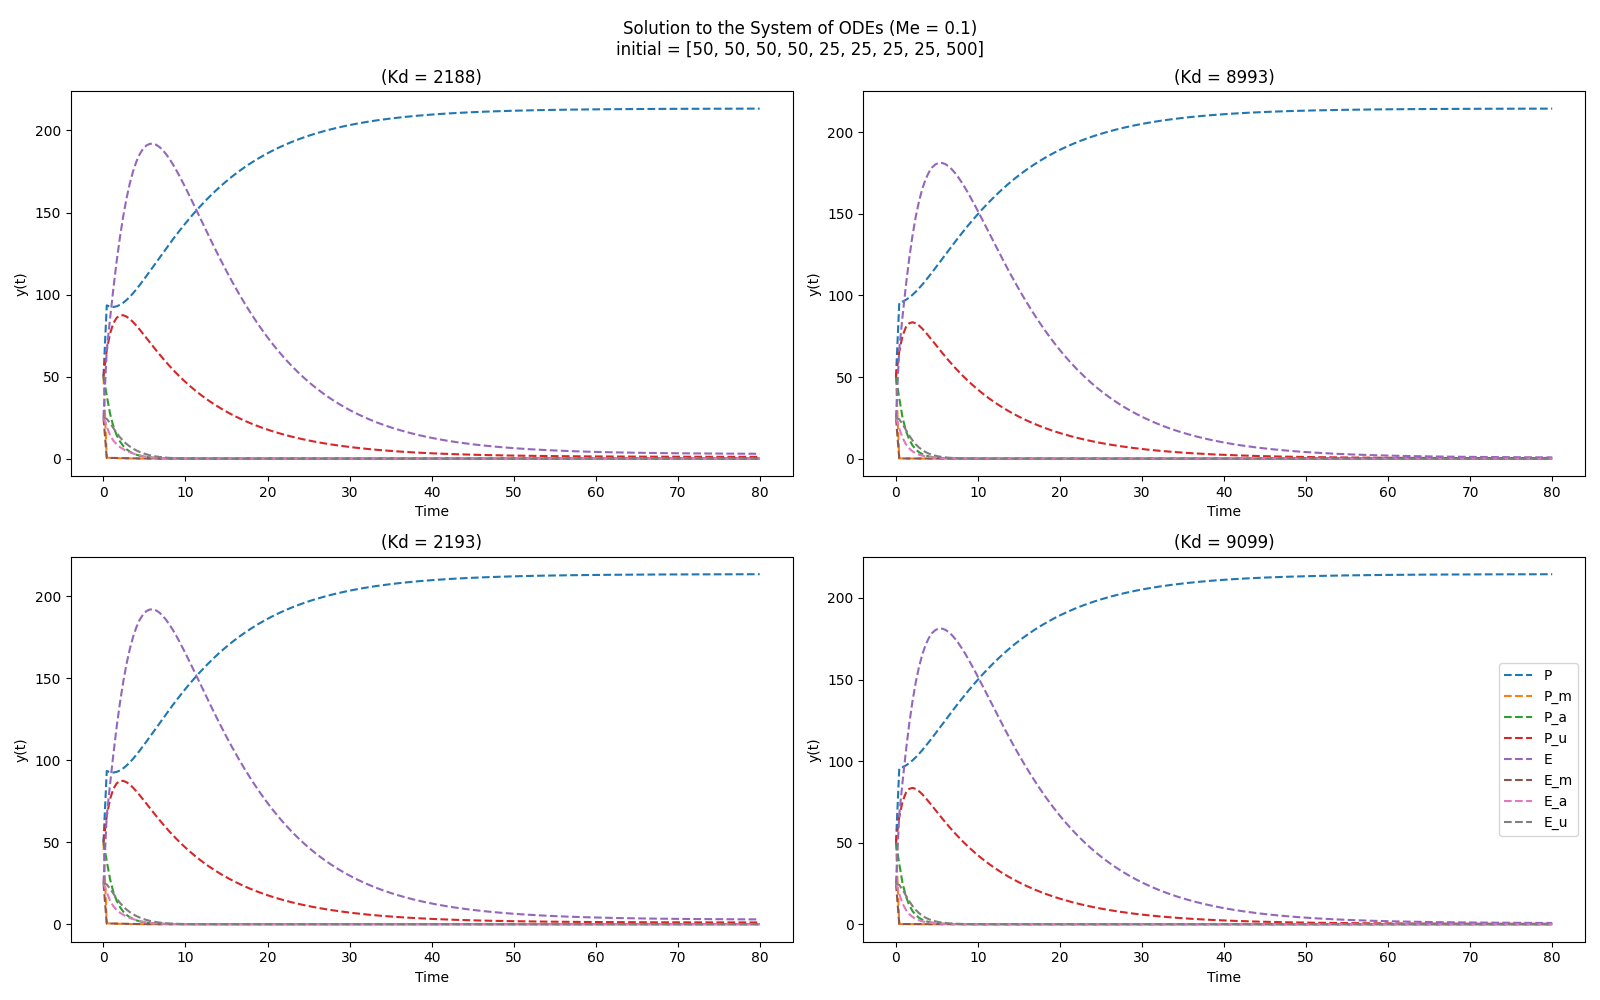 Solution to the System of ODEs (Me = 0.1)
initial = [50, 50, 50, 50, 25, 25, 25, 25, 500]
(Kd = 2188)
y(t)
200
150
100
50
0
0 10 20 30 40 50 60 70 80
Time
(Kd = 8993)
y(t)
200
150
100
50
0
0 10 20 30 40 50 60 70 80
Time
(Kd = 2193)
y(t)
200
150
100
50
0
0 10 20 30 40 50 60 70 80
Time
(Kd = 9099)
y(t)
200
150
100
50
0
0 10 20 30 40 50 60 70 80
Time
P
P_m
P_a
P_u
E
E_m
E_a
E_u